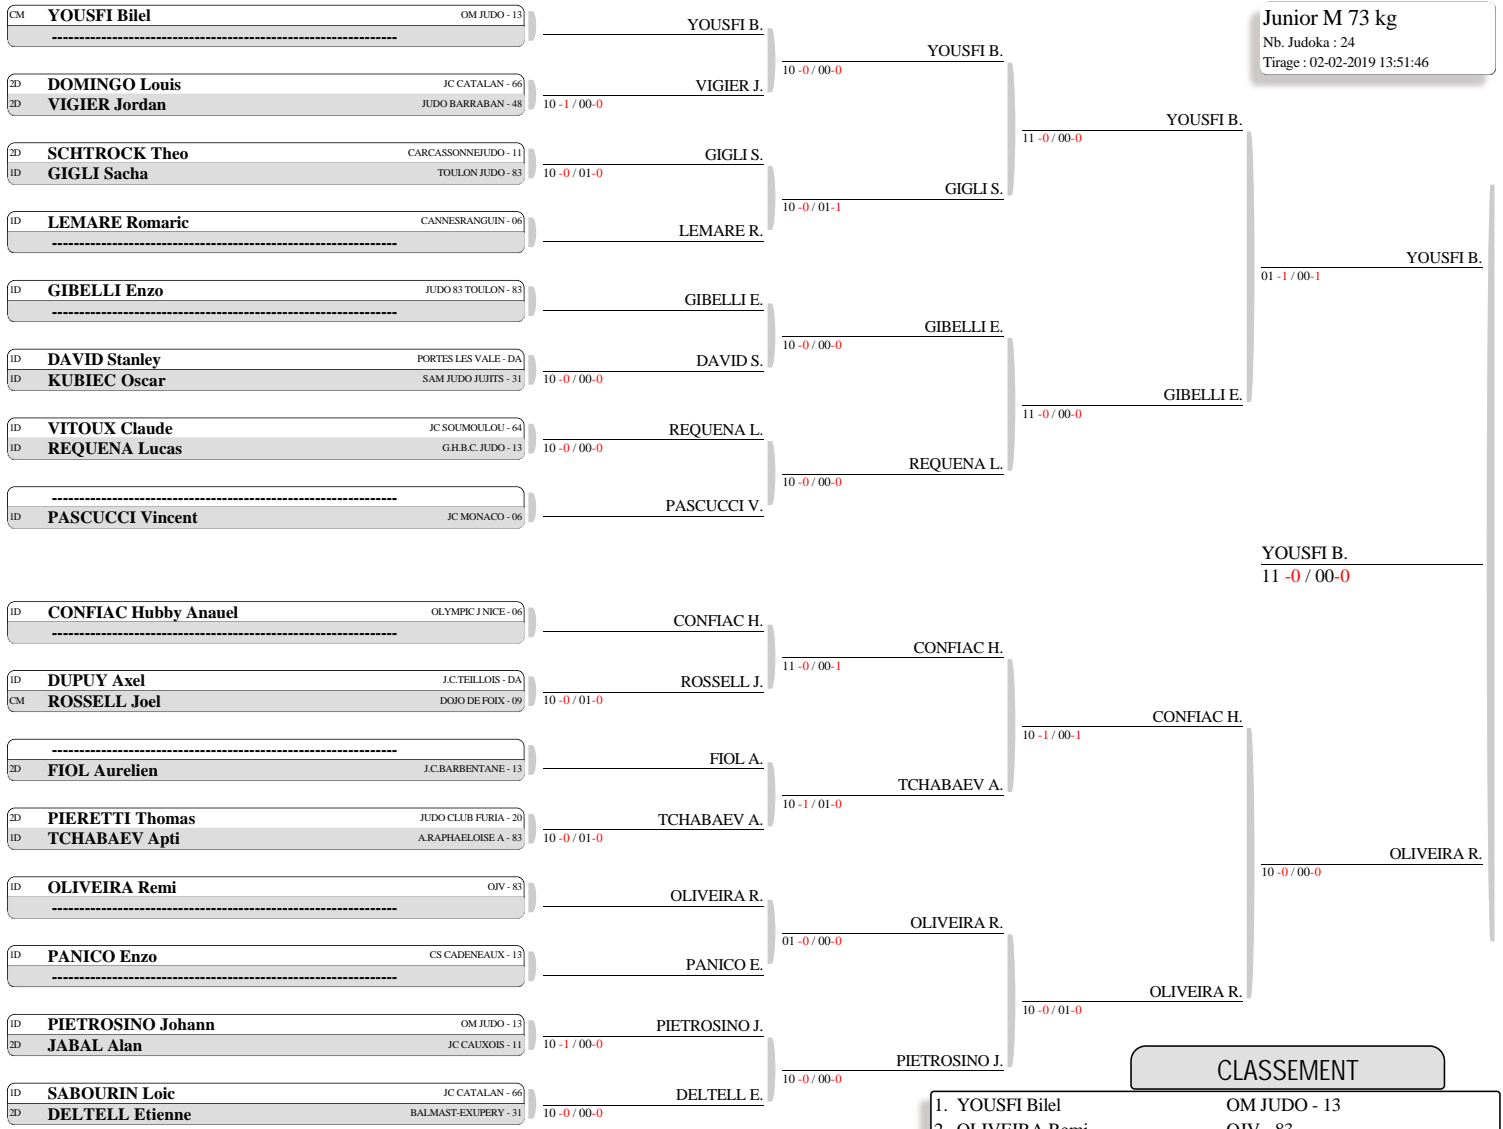 CM YOUSFI Bilel OM JUDO - 13
----------------------------------------------------------------------
2D DOMINGO Louis JC CATALAN - 66
2D VIGIER Jordan JUDO BARRABAN - 48
2D SCHTROCK Theo CARCASSONNEJUDO - 11
1D GIGLI Sacha TOULON JUDO - 83
1D LEMARE Romaric CANNESRANGUIN - 06
----------------------------------------------------------------------
1D GIBELLI Enzo JUDO 83 TOULON - 83
----------------------------------------------------------------------
1D DAVID Stanley PORTES LES VALE - DA
1D KUBIEC Oscar SAM JUDO JUJITS - 31
1D VITOUX Claude JC SOUMOULOU - 64
1D REQUENA Lucas G.H.B.C. JUDO - 13
----------------------------------------------------------------------
1D PASCUCCI Vincent JC MONACO - 06
1D CONFIAC Hubby Anauel OLYMPIC J NICE - 06
----------------------------------------------------------------------
1D DUPUY Axel J.C.TEILLOIS - DA
CM ROSSELL Joel DOJO DE FOIX - 09
----------------------------------------------------------------------
2D FIOL Aurelien J.C.BARBENTANE - 13
2D PIERETTI Thomas JUDO CLUB FURIA - 20
1D TCHABAEV Apti A.RAPHAELOISE A - 83
1D OLIVEIRA Remi OJV - 83
----------------------------------------------------------------------
1D PANICO Enzo CS CADENEAUX - 13
----------------------------------------------------------------------
1D PIETROSINO Johann OM JUDO - 13
2D JABAL Alan JC CAUXOIS - 11
1D SABOURIN Loic JC CATALAN - 66
2D DELTELL Etienne BALMAST-EXUPERY - 31
YOUSFI B.
VIGIER J.
10 -1 / 00-0
GIGLI S.
10 -0 / 01-0
LEMARE R.
GIBELLI E.
DAVID S.
10 -0 / 00-0
REQUENA L.
10 -0 / 00-0
PASCUCCI V.
CONFIAC H.
ROSSELL J.
10 -0 / 01-0
FIOL A.
TCHABAEV A.
10 -0 / 01-0
OLIVEIRA R.
PANICO E.
PIETROSINO J.
10 -1 / 00-0
DELTELL E.
10 -0 / 00-0
YOUSFI B.
10 -0 / 00-0
GIGLI S.
10 -0 / 01-1
GIBELLI E.
10 -0 / 00-0
REQUENA L.
10 -0 / 00-0
CONFIAC H.
11 -0 / 00-1
TCHABAEV A.
10 -1 / 01-0
OLIVEIRA R.
01 -0 / 00-0
PIETROSINO J.
10 -0 / 00-0
YOUSFI B.
11 -0 / 00-0
GIBELLI E.
11 -0 / 00-0
CONFIAC H.
10 -1 / 00-1
OLIVEIRA R.
10 -0 / 01-0
Junior M 73 kg
Nb. Judoka : 24
Tirage : 02-02-2019 13:51:46
YOUSFI B.
01 -1 / 00-1
YOUSFI B.
11 -0 / 00-0
OLIVEIRA R.
10 -0 / 00-0
CLASSEMENT
1. YOUSFI Bilel OM JUDO - 13
2. OLIVEIRA Remi OJV - 83